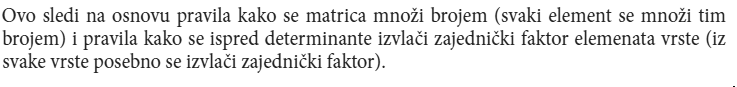 Ovo sledi na osnovu pravila kako se matrica množi brojem (svaki element se množi tim
brojem) i pravila kako se ispred determinante izvlači zajednički faktor elemenata vrste (iz
svake vrste posebno se izvlači zajednički faktor).